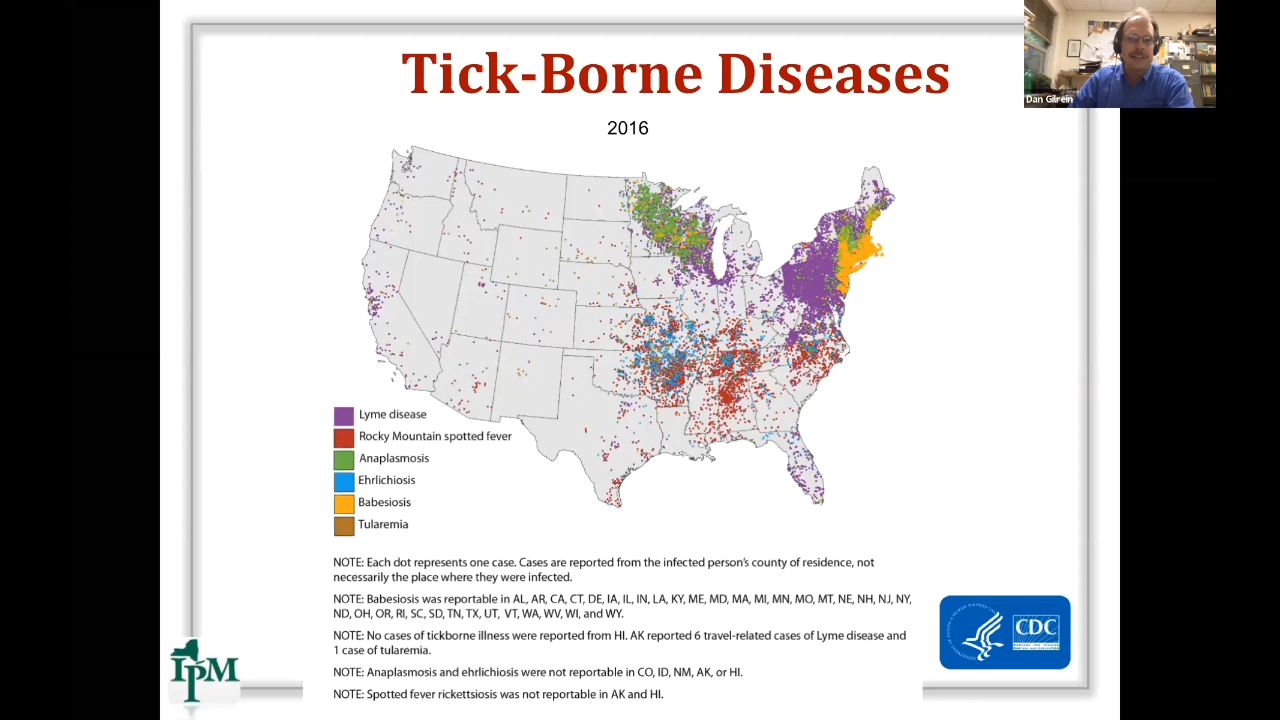 Tick-Borne Diseases
Dan Gilrein
2016
Lyme disease
Rocky Mountain spotted fever
Anaplasmosis
Ehrlichiosis
Babesiosis
Tularemia
NOTE: Each dot represents one case. Cases are reported from the infected person's county of residence, not
necessarily the place where they were infected.
NOTE: Babesiosis was reportable in AL, AR, CA, CT, DE, IA, IL, IN, LA, KY, ME, MD, MA, MI, MN, MO, MT, NE, NH, NJ, NY,
ND, OH, OR, RI, SC, SD, TN, TX, UT, VT, WA, WV, WI, and WY.
NOTE: No cases of tickborne illness were reported from HI. AK reported 6 travel-related cases of Lyme disease and
1 case of tularemia.
NOTE: Anaplasmosis and ehrlichiosis were not reportable in CO, ID, NM, AK, or HI.
NOTE: Spotted fever rickettsiosis was not reportable in AK and HI.
CDC
IPM